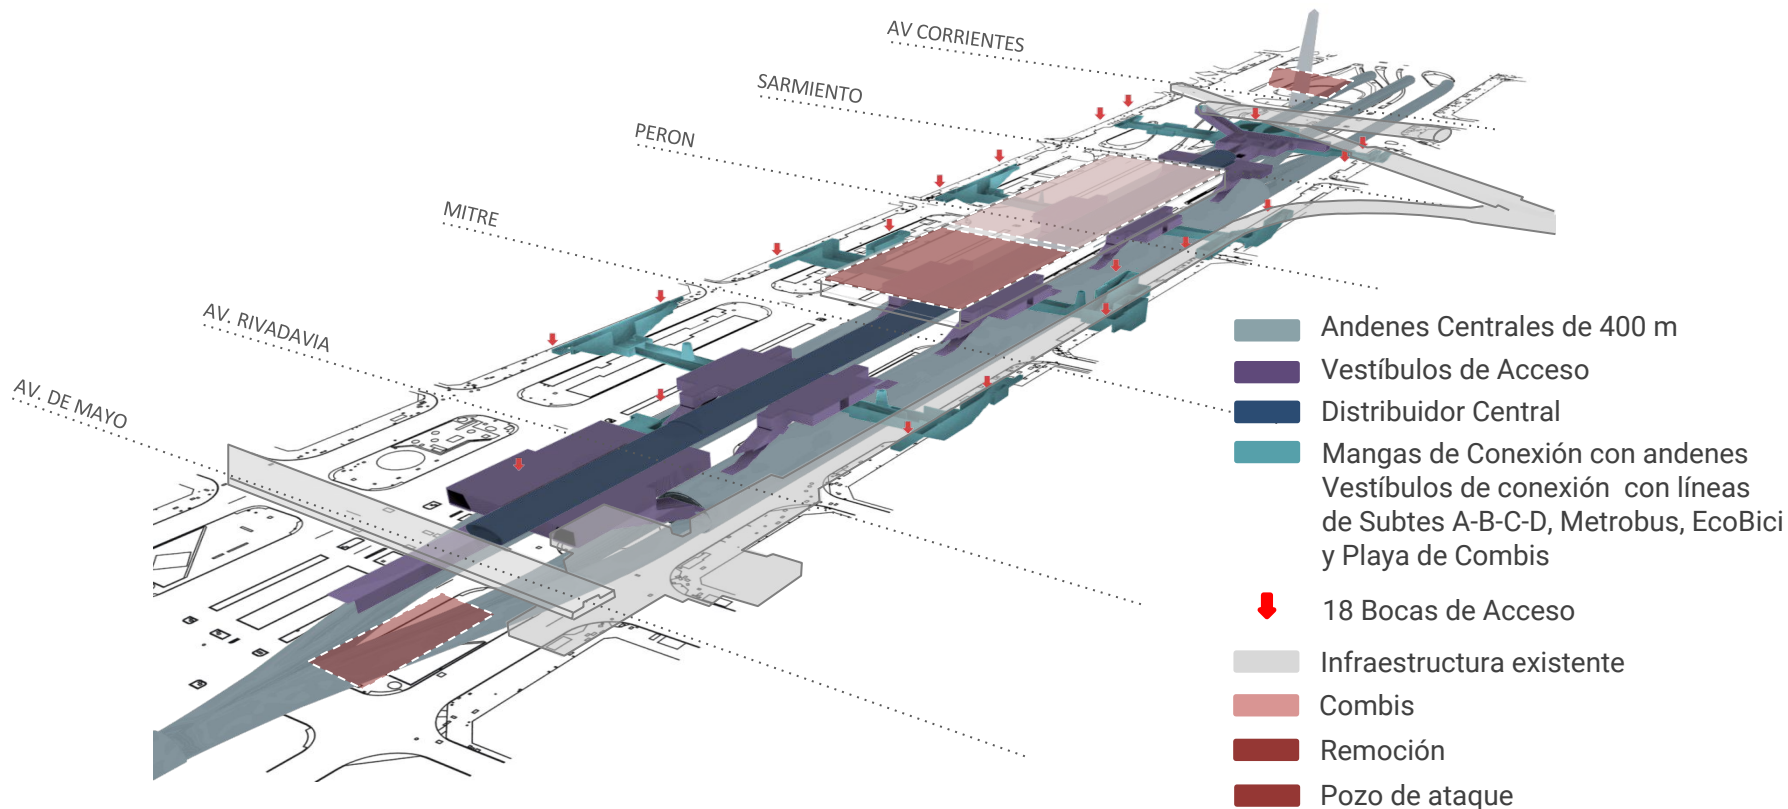 AV CORRIENTES
SARMIENTO
PERON
MITRE
AV. RIVADAVIA
AV. DE MAYO
Andenes Centrales de 400 m
Vestíbulos de Acceso
Distribuidor Central
Mangas de Conexión con andenes
Vestíbulos de conexión con líneas
de Subtes A-B-C-D, Metrobus, EcoBici
y Playa de Combis
18 Bocas de Acceso
Infraestructura existente
Combis
Remoción
Pozo de ataque